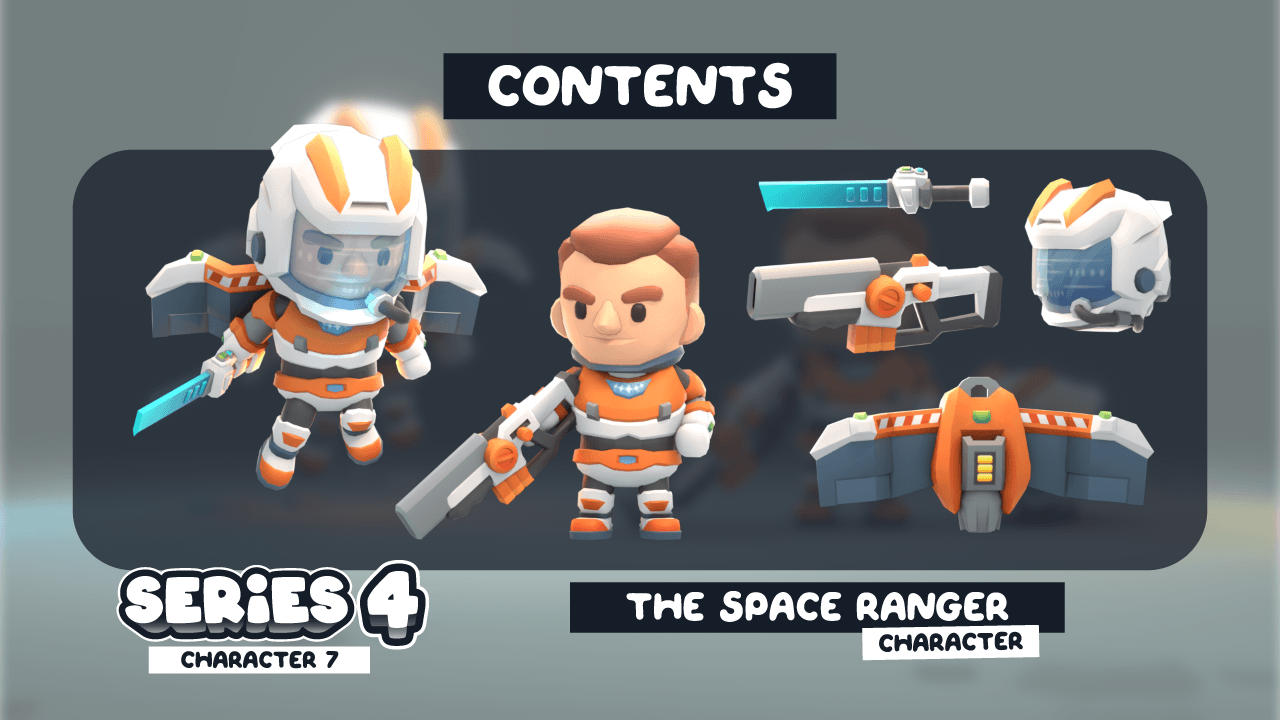 CONTENTS
SERIES 4
CHARACTER 7
THE SPACE RANGER
CHARACTER